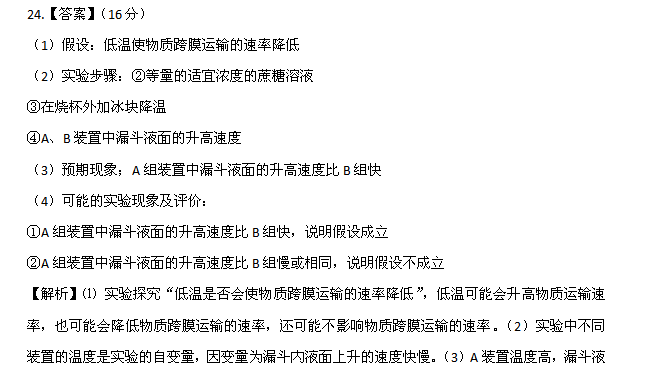 24.【答案】（16分）
（1）假设：低温使物质跨膜运输的速率降低
（2）实验步骤：②等量的适宜浓度的蔗糖溶液
③在烧杯外加冰块降温
④A、B装置中漏斗液面的升高速度
（3）预期现象；A组装置中漏斗液面的升高速度比B组快
（4）可能的实验现象及评价：
①A组装置中漏斗液面的升高速度比B组快，说明假设成立
②A组装置中漏斗液面的升高速度比B组慢或相同，说明假设不成立
【解析】⑴ 实验探究“低温是否会使物质跨膜运输的速率降低”，低温可能会升高物质运输速
率，也可能会降低物质跨膜运输的速率，还可能不影响物质跨膜运输的速率。（2）实验中不同
装置的温度是实验的自变量，因变量为漏斗内液面上升的速度快慢。（3）A装置温度高，漏斗液